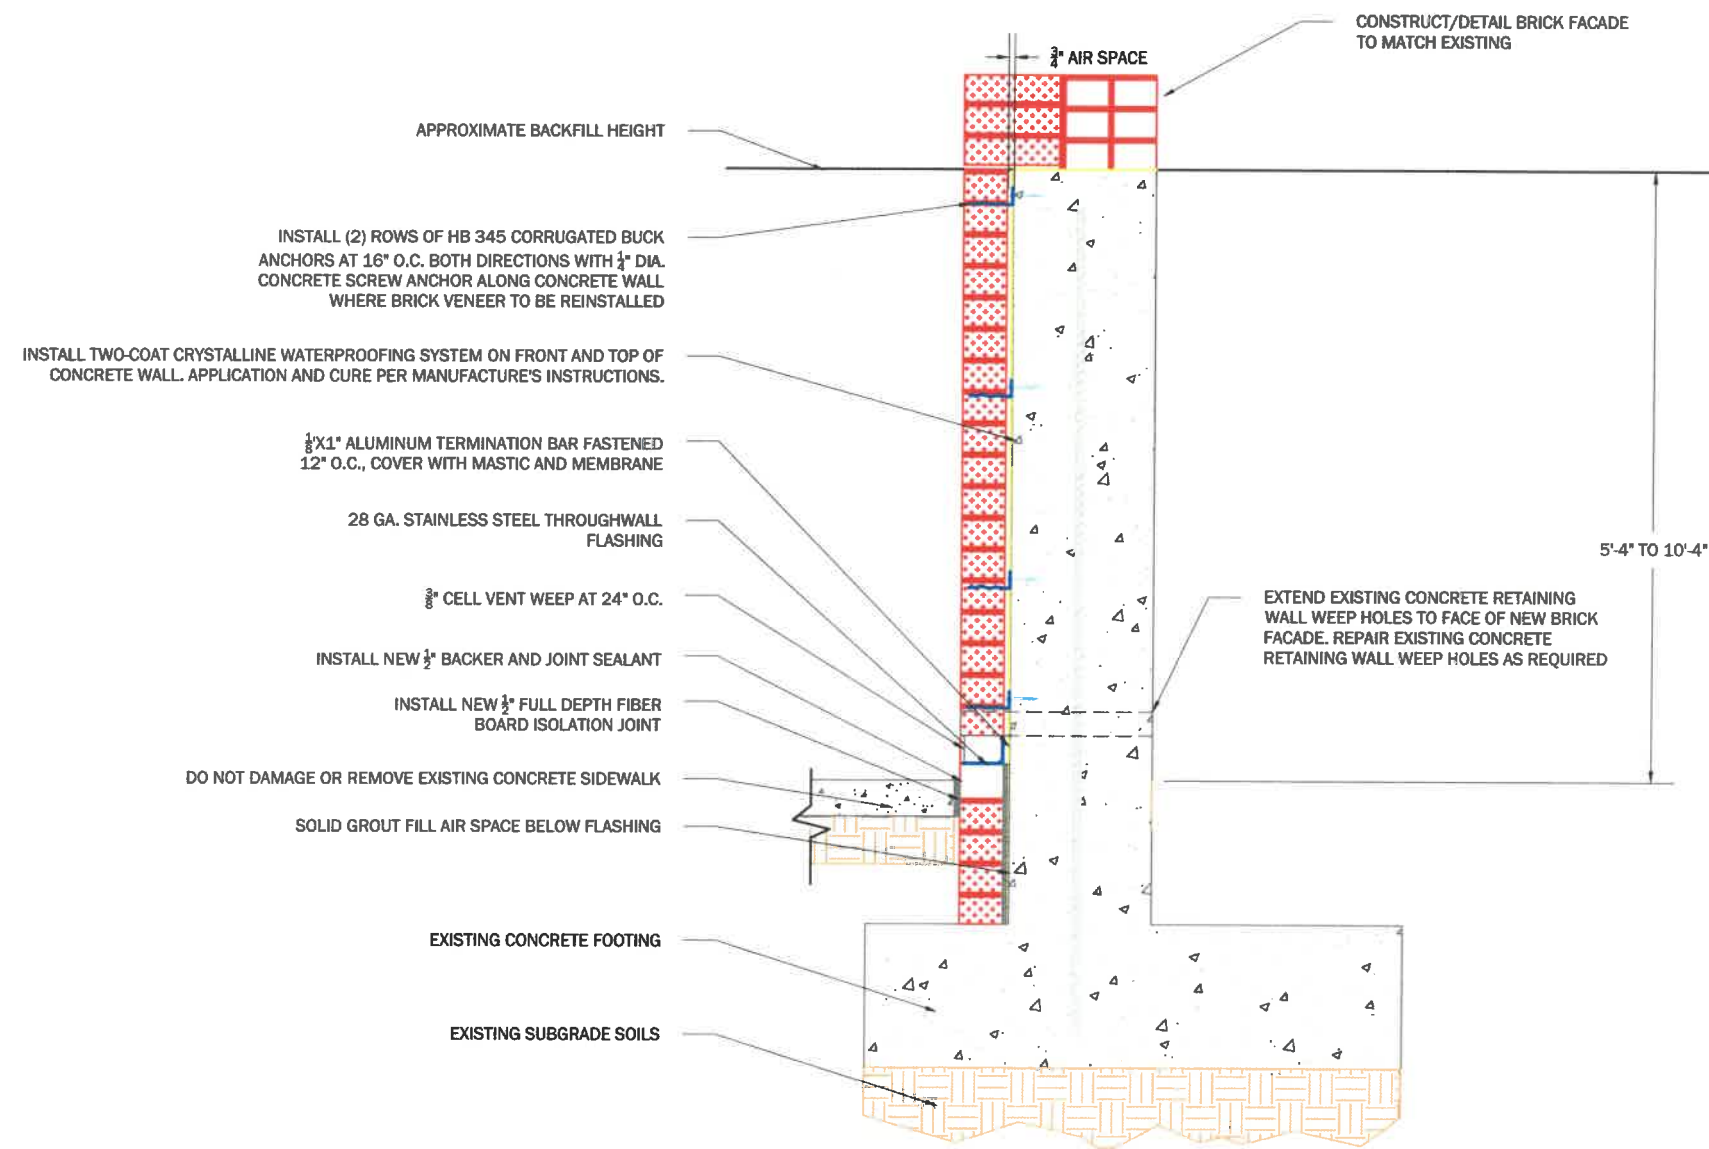 CONSTRUCT/DETAIL BRICK FACADE
TO MATCH EXISTING
3/4" AIR SPACE
APPROXIMATE BACKFILL HEIGHT
INSTALL (2) ROWS OF HB 345 CORRUGATED BUCK
ANCHORS AT 16" O.C. BOTH DIRECTIONS WITH 1/4" DIA.
CONCRETE SCREW ANCHOR ALONG CONCRETE WALL
WHERE BRICK VENEER TO BE REINSTALLED
INSTALL TWO-COAT CRYSTALLINE WATERPROOFING SYSTEM ON FRONT AND TOP OF
CONCRETE WALL. APPLICATION AND CURE PER MANUFACTURE'S INSTRUCTIONS.
1/8"X1" ALUMINUM TERMINATION BAR FASTENED
12" O.C., COVER WITH MASTIC AND MEMBRANE
28 GA. STAINLESS STEEL THROUGHWALL
FLASHING
3/8" CELL VENT WEEP AT 24" O.C.
INSTALL NEW 1/2" BACKER AND JOINT SEALANT
INSTALL NEW 1/2" FULL DEPTH FIBER
BOARD ISOLATION JOINT
DO NOT DAMAGE OR REMOVE EXISTING CONCRETE SIDEWALK
SOLID GROUT FILL AIR SPACE BELOW FLASHING
EXISTING CONCRETE FOOTING
EXISTING SUBGRADE SOILS
5'-4" TO 10'-4"
EXTEND EXISTING CONCRETE RETAINING
WALL WEEP HOLES TO FACE OF NEW BRICK
FACADE. REPAIR EXISTING CONCRETE
RETAINING WALL WEEP HOLES AS REQUIRED